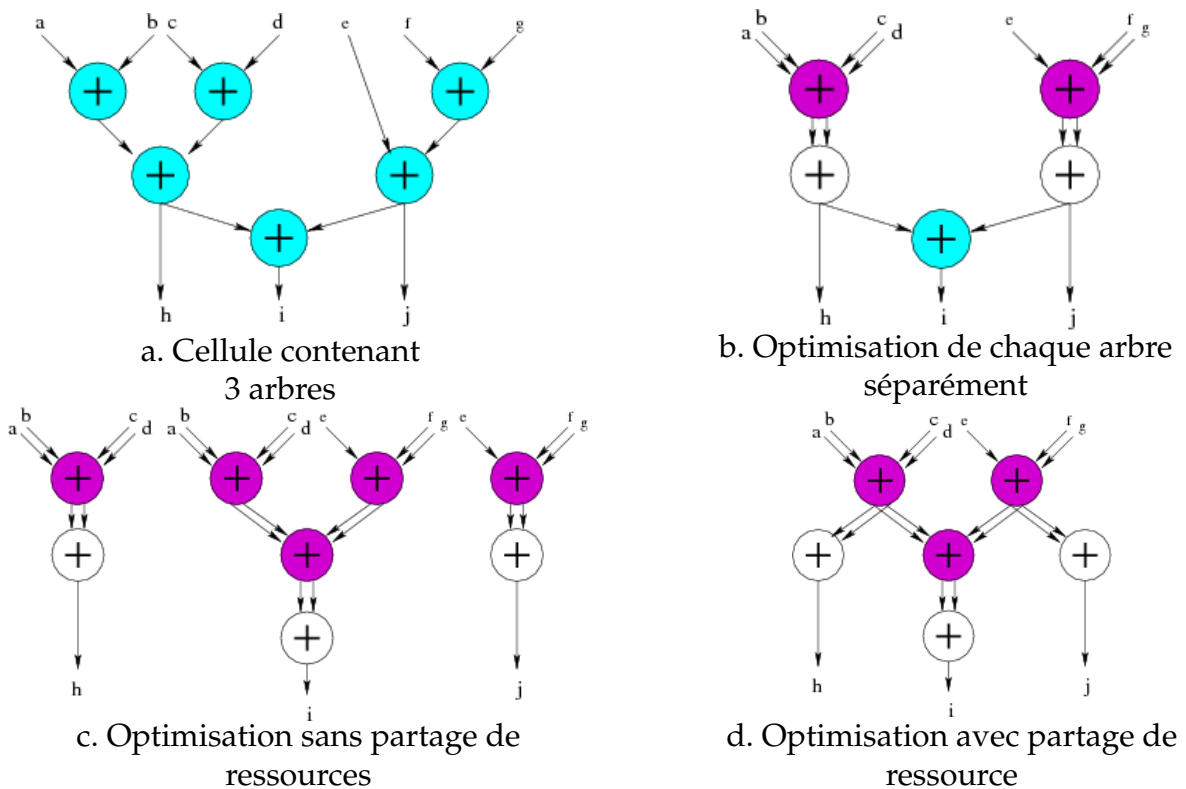 a b c d e f g
+ + +
+ +
+
h i j
a. Cellule contenant
3 arbres
b c e f
a d g
+ +
+ +
+
h i j
b. Optimisation de chaque arbre
séparément
b c b c e f e f
a d a d g g
+ + + +
+ + +
+
h i j
c. Optimisation sans partage de
ressources
b c e f
a d g
+ +
+ + +
+
h i j
d. Optimisation avec partage de
ressource